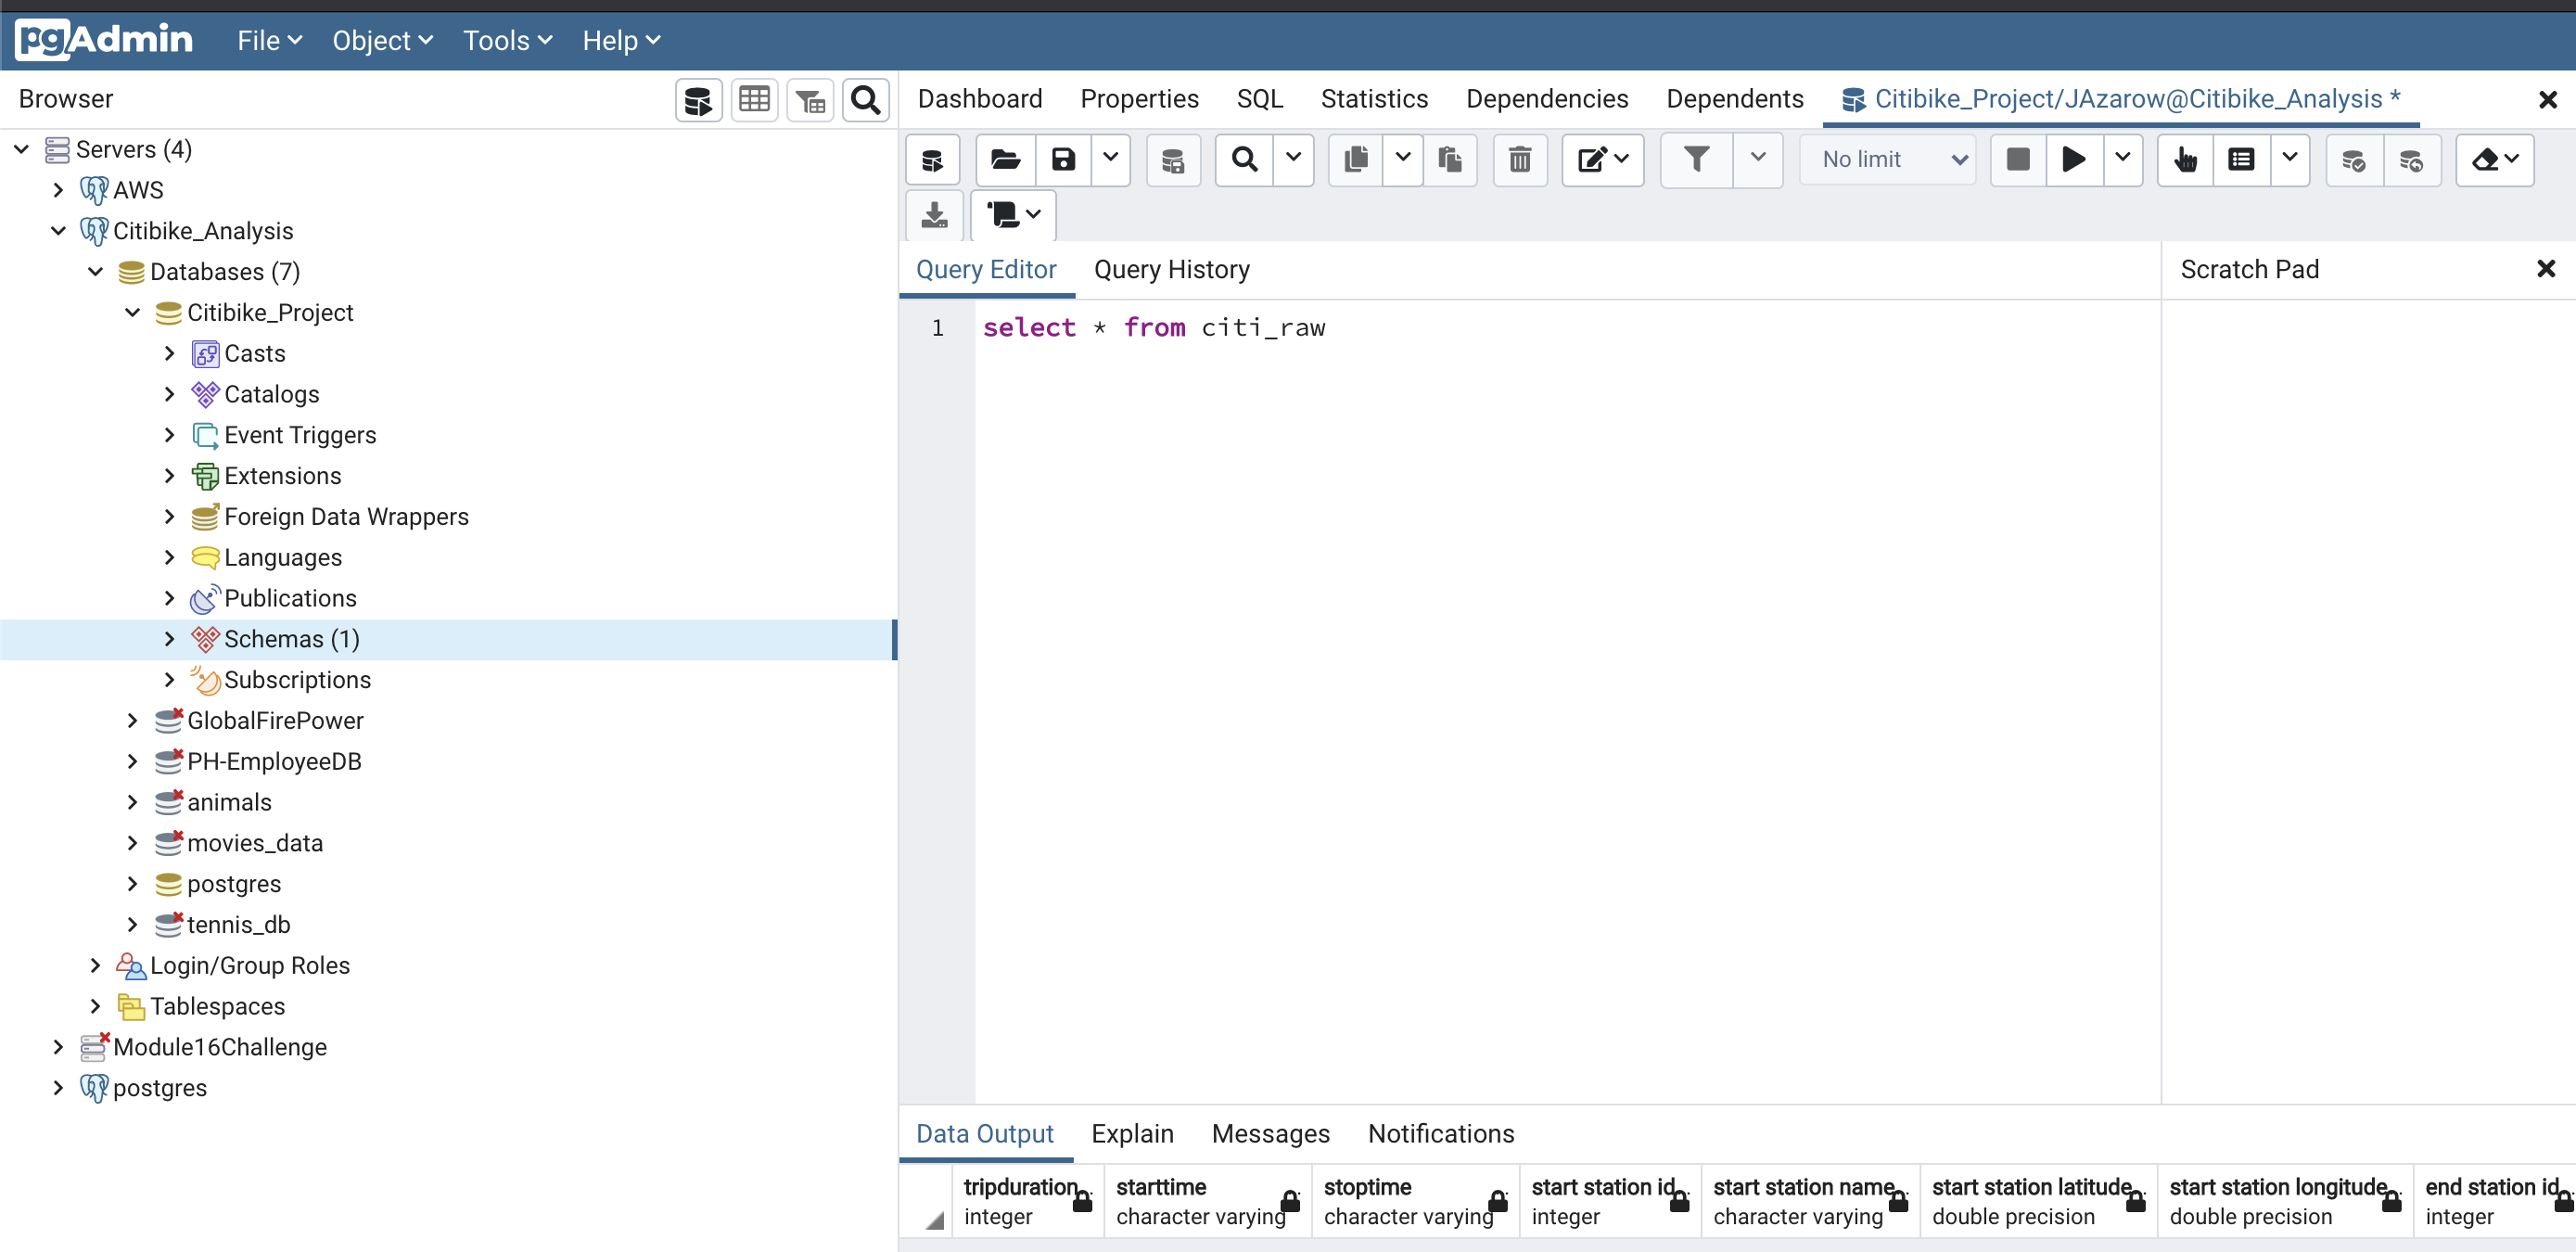 pgAdmin File Object Tools Help
Browser
Dashboard Properties SQL Statistics Dependencies Dependents Citibike_Project/JAzarow@Citibike_Analysis *
Servers (4)
AWS
Citibike_Analysis
Databases (7)
Citibike_Project
Casts
Catalogs
Event Triggers
Extensions
Foreign Data Wrappers
Languages
Publications
Schemas (1)
Subscriptions
GlobalFirePower
PH-EmployeeDB
animals
movies_data
postgres
tennis_db
Login/Group Roles
Tablespaces
Module16Challenge
postgres
No limit
Query Editor Query History
Scratch Pad
1 select * from citi_raw
Data Output Explain Messages Notifications
tripduration starttime stoptime start station id start station name start station latitude start station longitude end station id
integer character varying character varying integer character varying double precision double precision integer